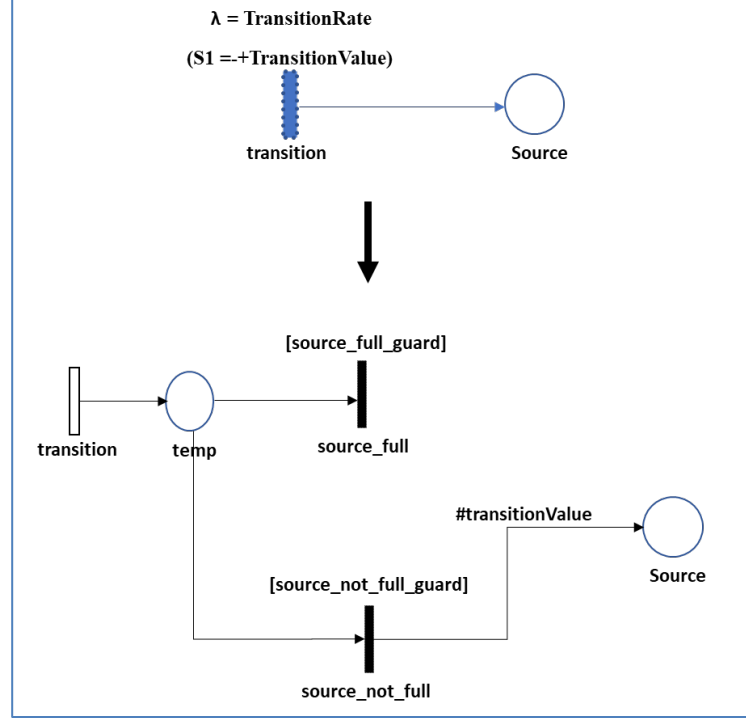 λ = TransitionRate
(S1 =-+TransitionValue)
transition
Source
[source_full_guard]
transition
temp
source_full
#transitionValue
Source
[source_not_full_guard]
source_not_full